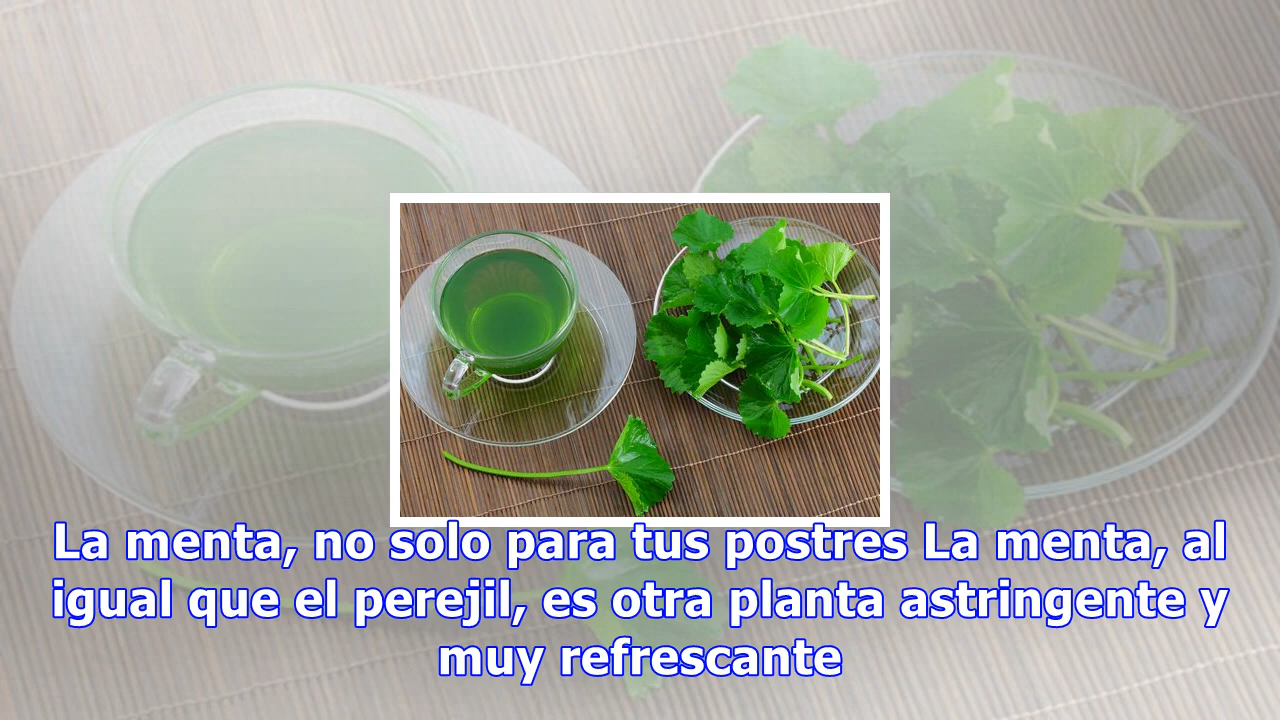 La menta, no solo para tus postres La menta, al
igual que el perejil, es otra planta astringente y
muy refrescante